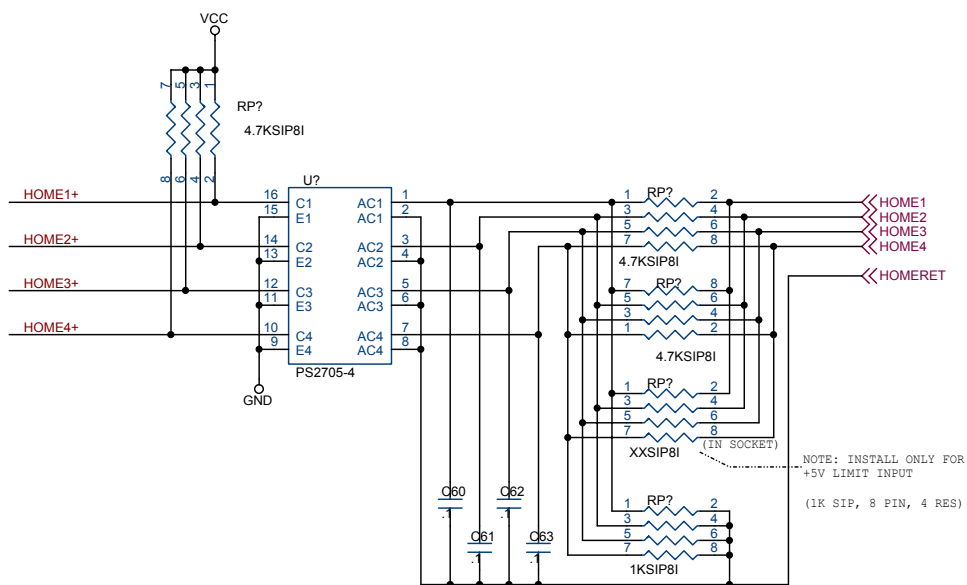 VCC
7 5 3 1
RP?
4.7KSIP8I
8 6 4 2
HOME1+
HOME2+
HOME3+
HOME4+
U?
16 C1 AC1 1
15 E1 AC1 2
14 C2 AC2 3
13 E2 AC2 4
12 C3 AC3 5
11 E3 AC3 6
10 C4 AC4 7
9 E4 AC4 8
PS2705-4
GND
1 RP? 2
3 4
5 6
7 8
4.7KSIP8I
HOME1
HOME2
HOME3
HOME4
HOMERET
7 RP? 8
5 6
3 4
1 2
4.7KSIP8I
1 RP? 2
3 4
5 6
7 8
XXSIP8I
(IN SOCKET)
NOTE: INSTALL ONLY FOR
+5V LIMIT INPUT
(1K SIP, 8 PIN, 4 RES)
C60
.1
C62
.1
C61
.1
C63
.1
1 RP? 2
3 4
5 6
7 8
1KSIP8I